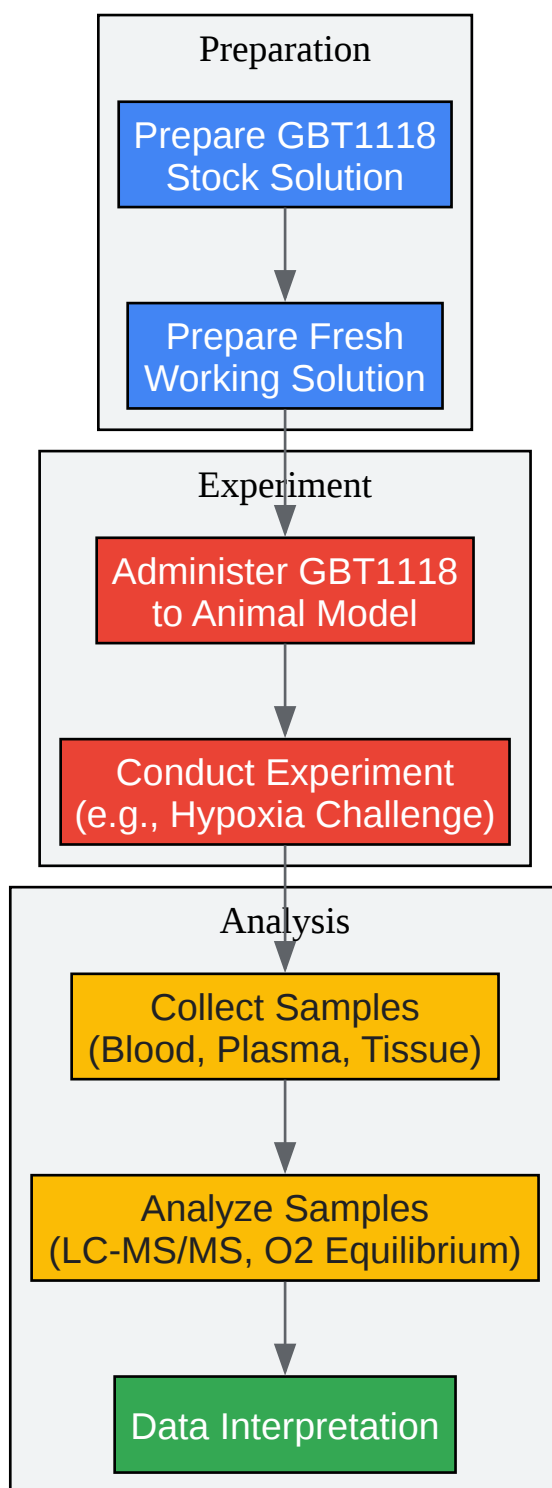 Preparation
Prepare GBT1118
Stock Solution
Prepare Fresh
Working Solution
Experiment
Administer GBT1118
to Animal Model
Conduct Experiment
(e.g., Hypoxia Challenge)
Analysis
Collect Samples
(Blood, Plasma, Tissue)
Analyze Samples
(LC-MS/MS, O2 Equilibrium)
Data Interpretation